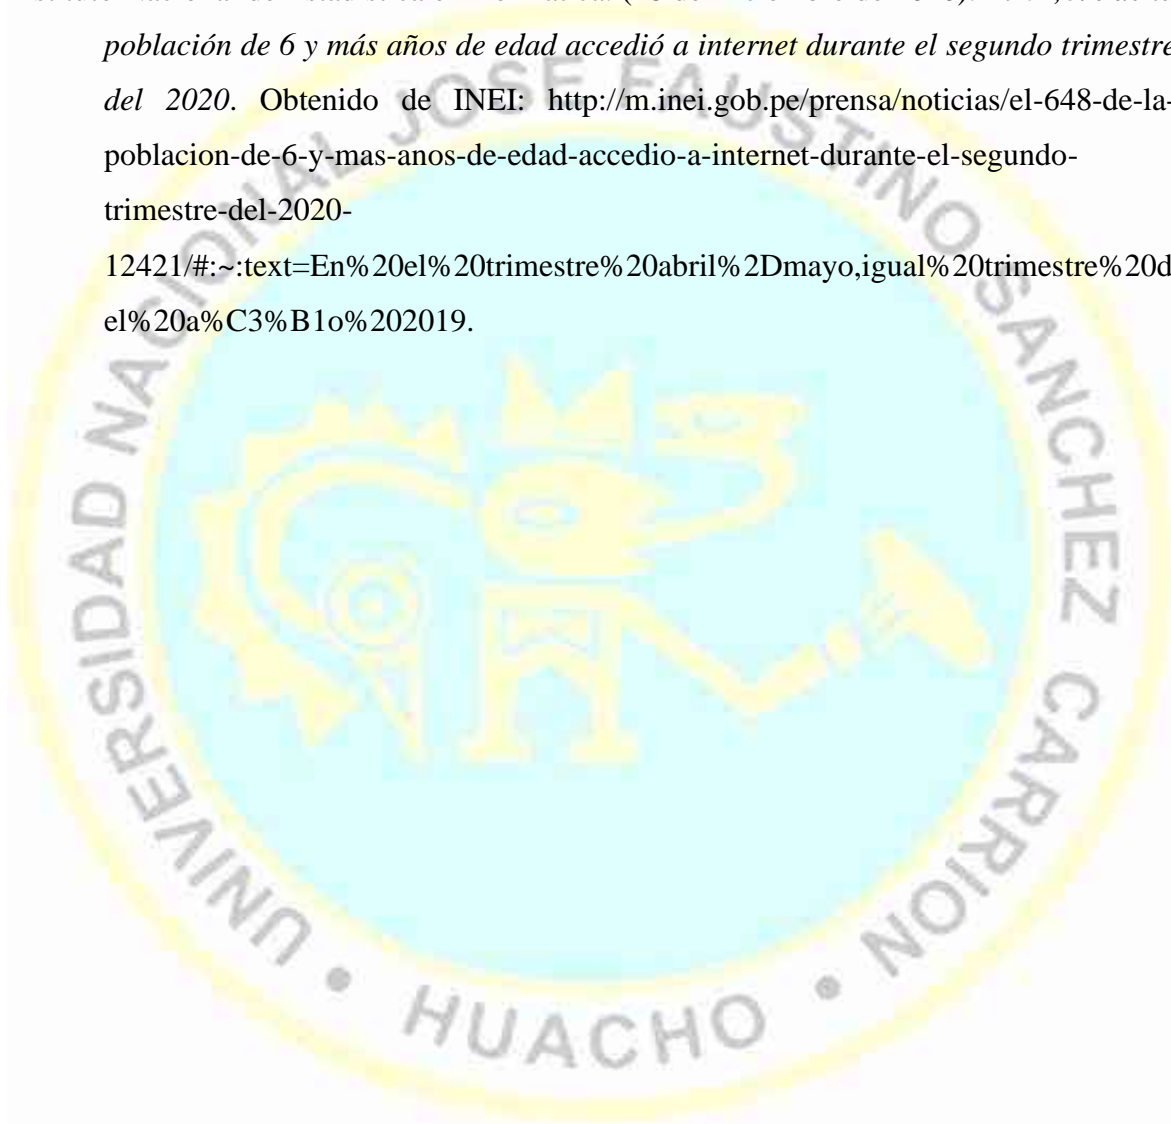 población de 6 y más años de edad accedió a internet durante el segundo trimestre
del 2020. Obtenido de INEI: http://m.inei.gob.pe/prensa/noticias/el-648-de-la-
poblacion-de-6-y-mas-anos-de-edad-accedio-a-internet-durante-el-segundo-
trimestre-del-2020-
12421/#:~:text=En%20el%20trimestre%20abril%2Dmayo,igual%20trimestre%20d
el%20a%C3%B1o%202019.
UNIVERSIDAD NACIONAL JOSE FAUSTINO SANCHEZ CARRION
• HUACHO •